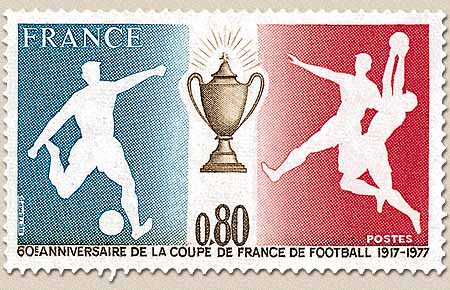 FRANCE
0.80
POSTES
60E ANNIVERSAIRE DE LA COUPE DE FRANCE DE FOOTBALL 1917-1977